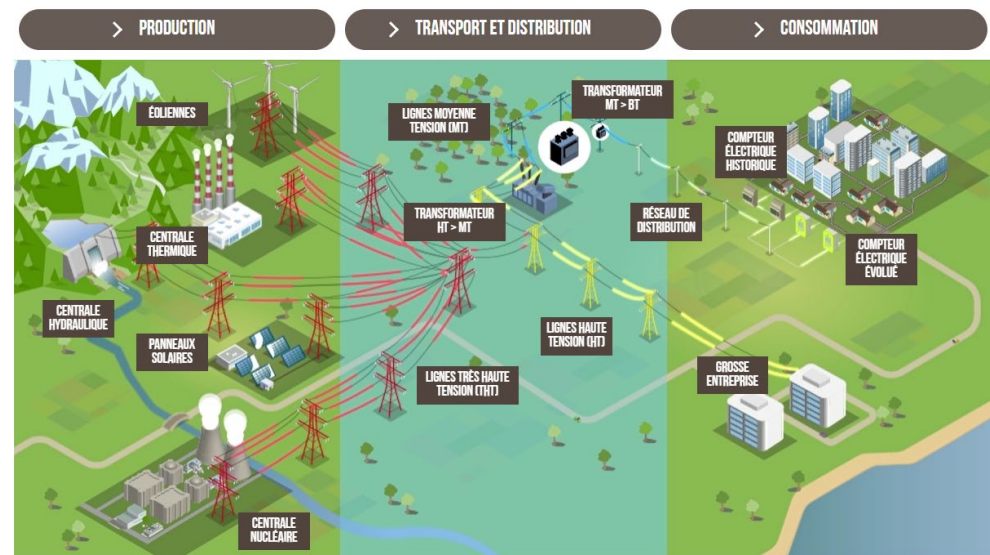 PRODUCTION
TRANSPORT ET DISTRIBUTION
CONSOMMATION
ÉOLIENNES
CENTRALE
THERMIQUE
CENTRALE
HYDRAULIQUE
PANNEAUX
SOLAIRES
CENTRALE
NUCLÉAIRE
LIGNES MOYENNE
TENSION (MT)
TRANSFORMATEUR
MT > BT
TRANSFORMATEUR
HT > MT
LIGNES HAUTE
TENSION (HT)
LIGNES TRÈS HAUTE
TENSION (THT)
RÉSEAU DE
DISTRIBUTION
COMPTEUR
ÉLECTRIQUE
HISTORIQUE
COMPTEUR
ÉLECTRIQUE
ÉVOLUÉ
GROSSE
ENTREPRISE